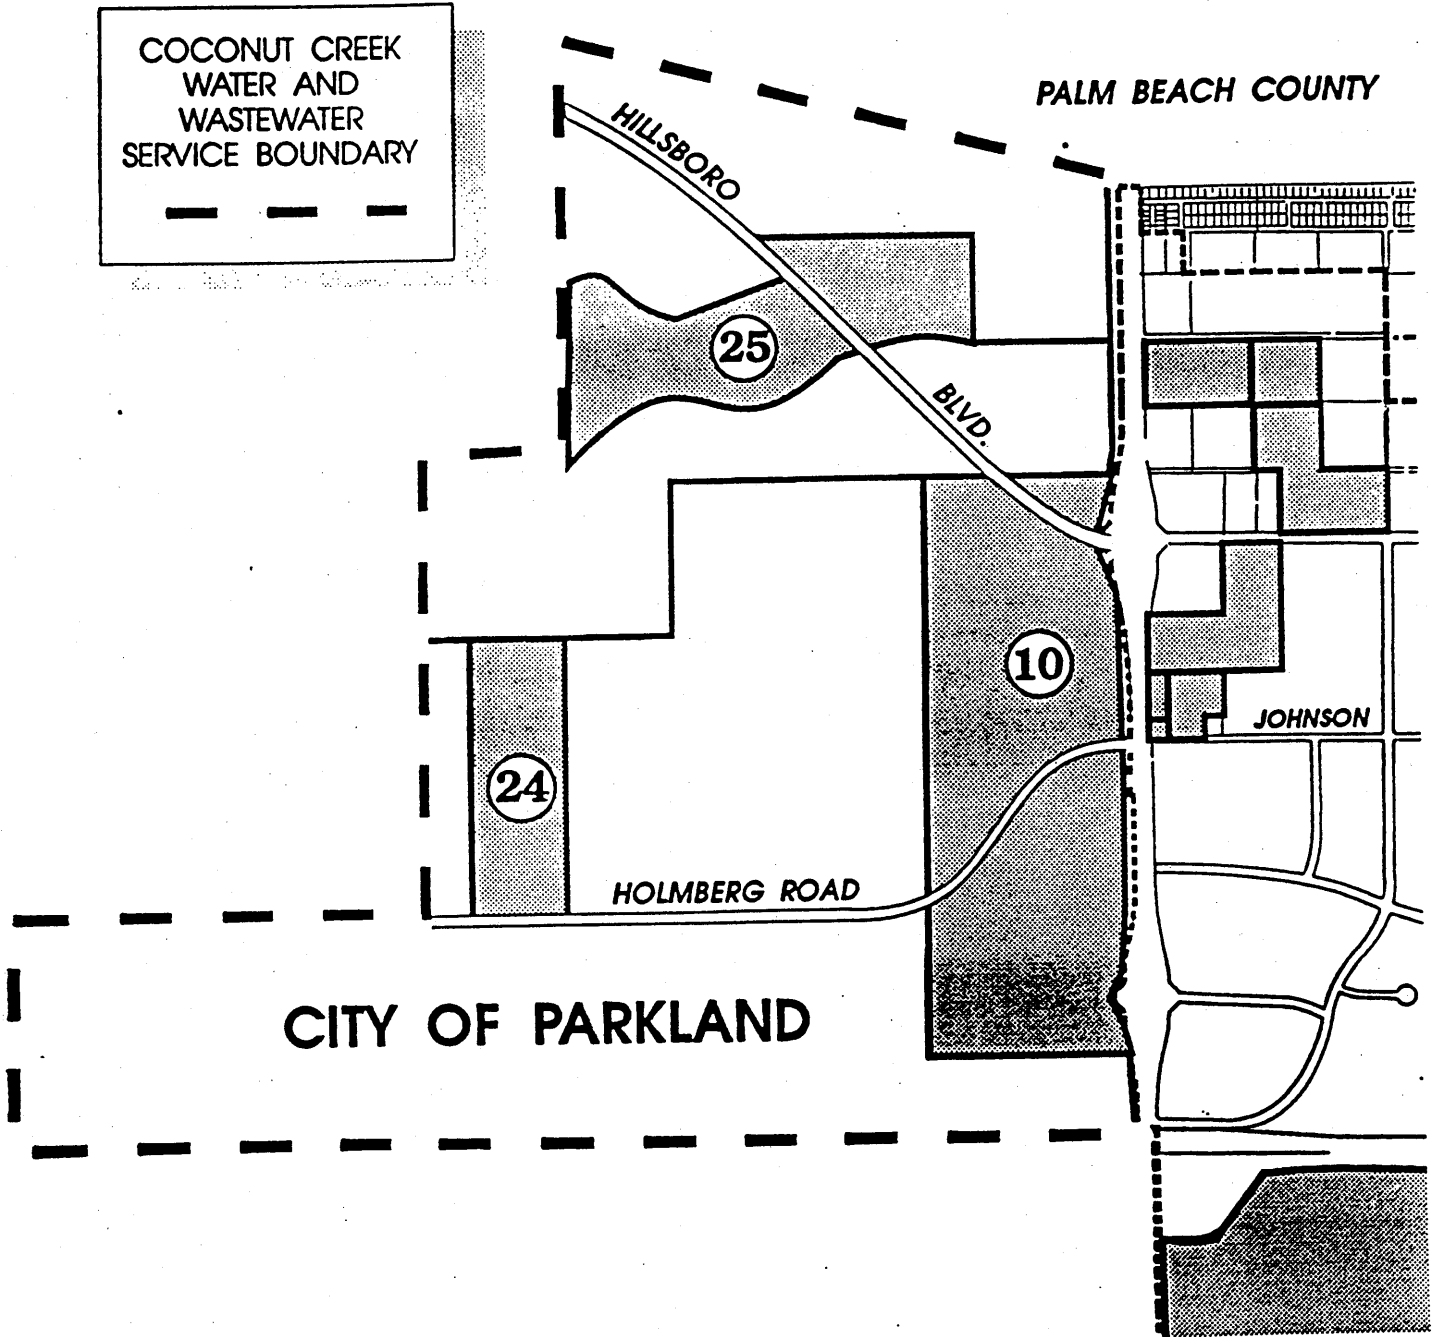 COCONUT CREEK
WATER AND
WASTEWATER
SERVICE BOUNDARY
PALM BEACH COUNTY
HILLSBORO
BLVD.
25
10
24
JOHNSON
HOLMBERG ROAD
CITY OF PARKLAND